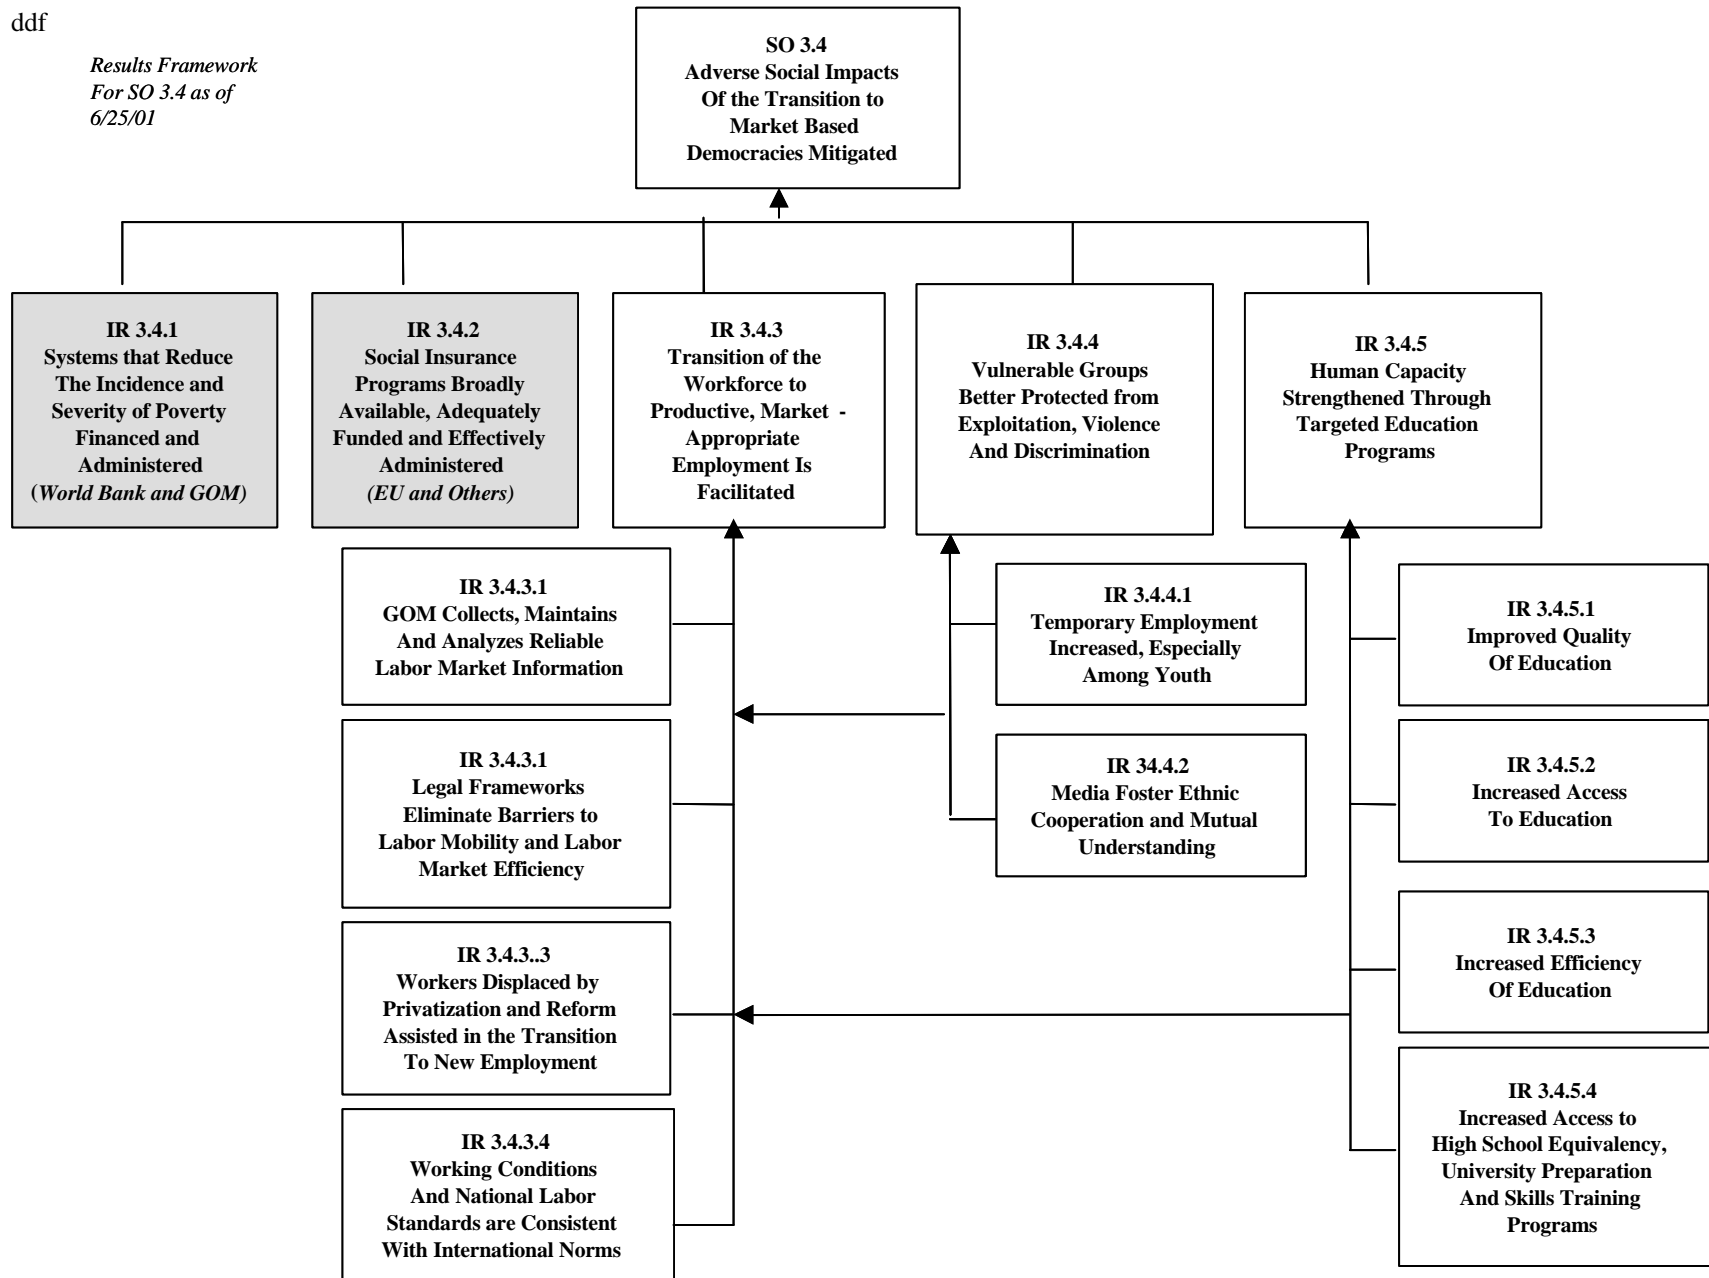 ddf
Results Framework
For SO 3.4 as of
6/25/01
SO 3.4
Adverse Social Impacts
Of the Transition to
Market Based
Democracies Mitigated
IR 3.4.1
Systems that Reduce
The Incidence and
Severity of Poverty
Financed and
Administered
(World Bank and GOM)
IR 3.4.2
Social Insurance
Programs Broadly
Available, Adequately
Funded and Effectively
Administered
(EU and Others)
IR 3.4.3
Transition of the
Workforce to
Productive, Market -
Appropriate
Employment Is
Facilitated
IR 3.4.4
Vulnerable Groups
Better Protected from
Exploitation, Violence
And Discrimination
IR 3.4.5
Human Capacity
Strengthened Through
Targeted Education
Programs
IR 3.4.3.1
GOM Collects, Maintains
And Analyzes Reliable
Labor Market Information
IR 3.4.3.1
Legal Frameworks
Eliminate Barriers to
Labor Mobility and Labor
Market Efficiency
IR 3.4.3..3
Workers Displaced by
Privatization and Reform
Assisted in the Transition
To New Employment
IR 3.4.3.4
Working Conditions
And National Labor
Standards are Consistent
With International Norms
IR 3.4.4.1
Temporary Employment
Increased, Especially
Among Youth
IR 34.4.2
Media Foster Ethnic
Cooperation and Mutual
Understanding
IR 3.4.5.1
Improved Quality
Of Education
IR 3.4.5.2
Increased Access
To Education
IR 3.4.5.3
Increased Efficiency
Of Education
IR 3.4.5.4
Increased Access to
High School Equivalency,
University Preparation
And Skills Training
Programs